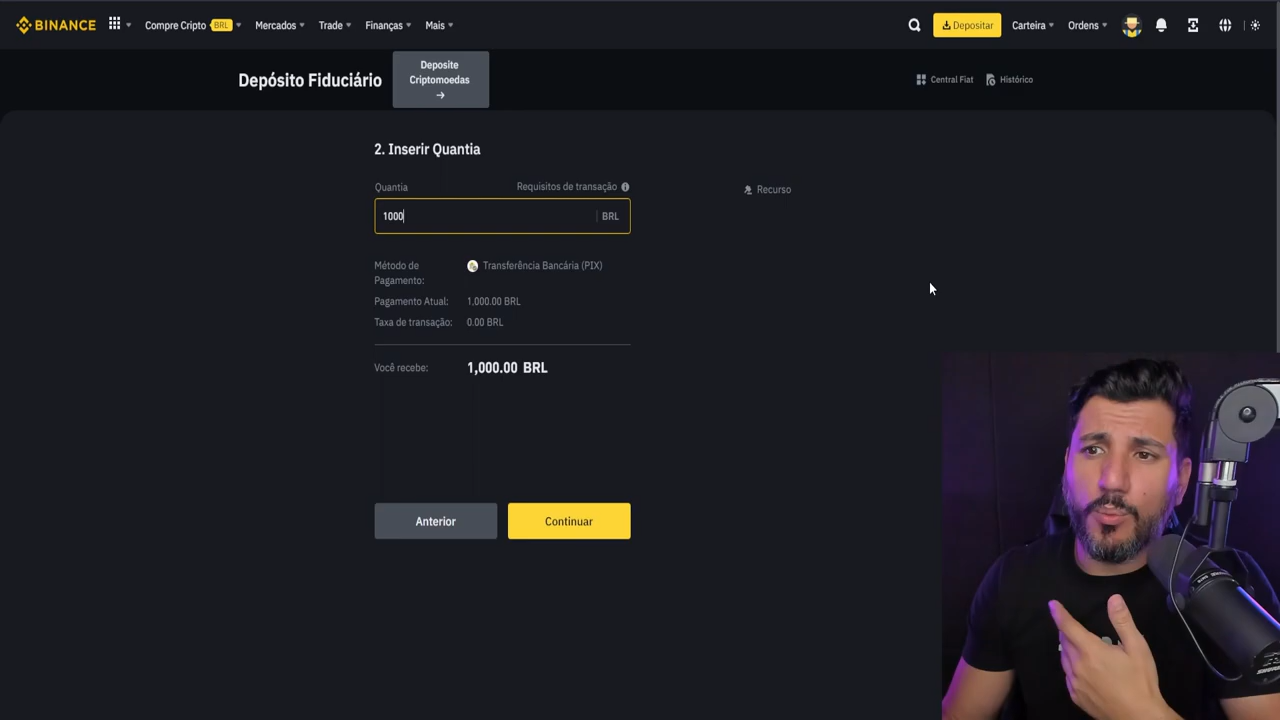 BINANCE Compre Cripto BRL Mercados Trade Finanças Mais Depositar Carteira Ordens
Depósito Fiduciário
Deposite
Criptomoedas
→
Central Fiat Histórico
2. Inserir Quantia
Quantia Requisitos de transação
Recurso
1000 BRL
Método de
Pagamento:
Transferência Bancária (PIX)
Pagamento Atual: 1,000.00 BRL
Taxa de transação: 0.00 BRL
Você recebe: 1,000.00 BRL
Anterior Continuar